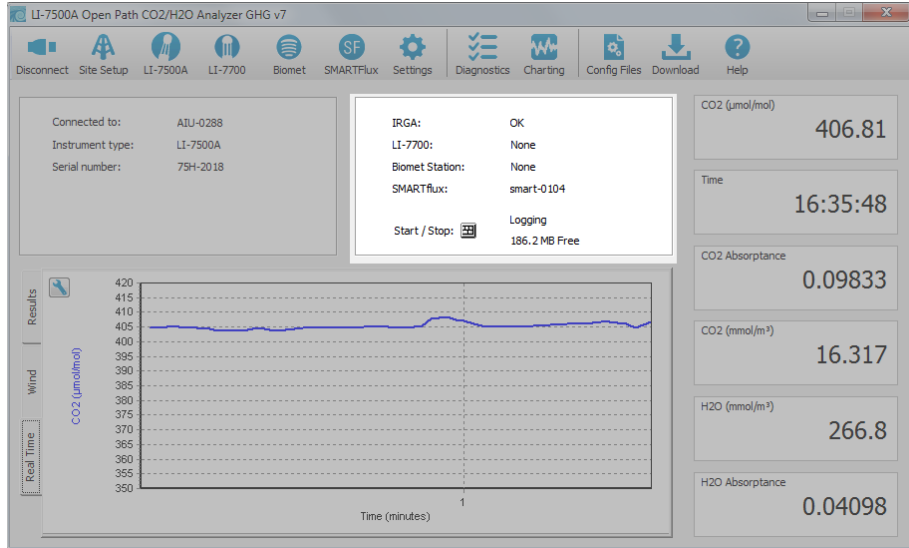 LI-7500A Open Path CO2/H2O Analyzer GHG v7
Disconnect Site Setup LI-7500A LI-7700 Biomet SMARTFlux Settings Diagnostics Charting Config Files Download Help
SF
Connected to: AIU-0288
Instrument type: LI-7500A
Serial number: 75H-2018
IRGA: OK
LI-7700: None
Biomet Station: None
SMARTflux: smart-0104
Start / Stop: Logging
186.2 MB Free
CO2 (µmol/mol)
406.81
Time
16:35:48
CO2 Absorptance
0.09833
CO2 (mmol/m³)
16.317
H2O (mmol/m³)
266.8
H2O Absorptance
0.04098
Results
Wind
Real Time
CO2 (µmol/mol)
420
415
410
405
400
395
390
385
380
375
370
365
360
355
350
1
Time (minutes)